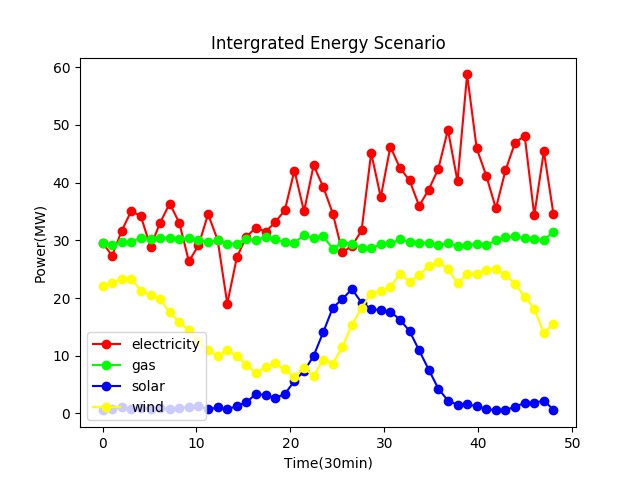 Intergrated Energy Scenario
Power(MW)
60
50
40
30
20
10
0
electricity
gas
solar
wind
0 10 20 30 40 50
Time(30min)